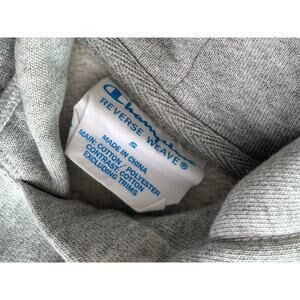 Champion
REVERSE WEAVE®
S
MADE IN CHINA
MAIN: COTTON / POLYESTER
CONTRAST: COTTON
EXCLUDING TRIMS